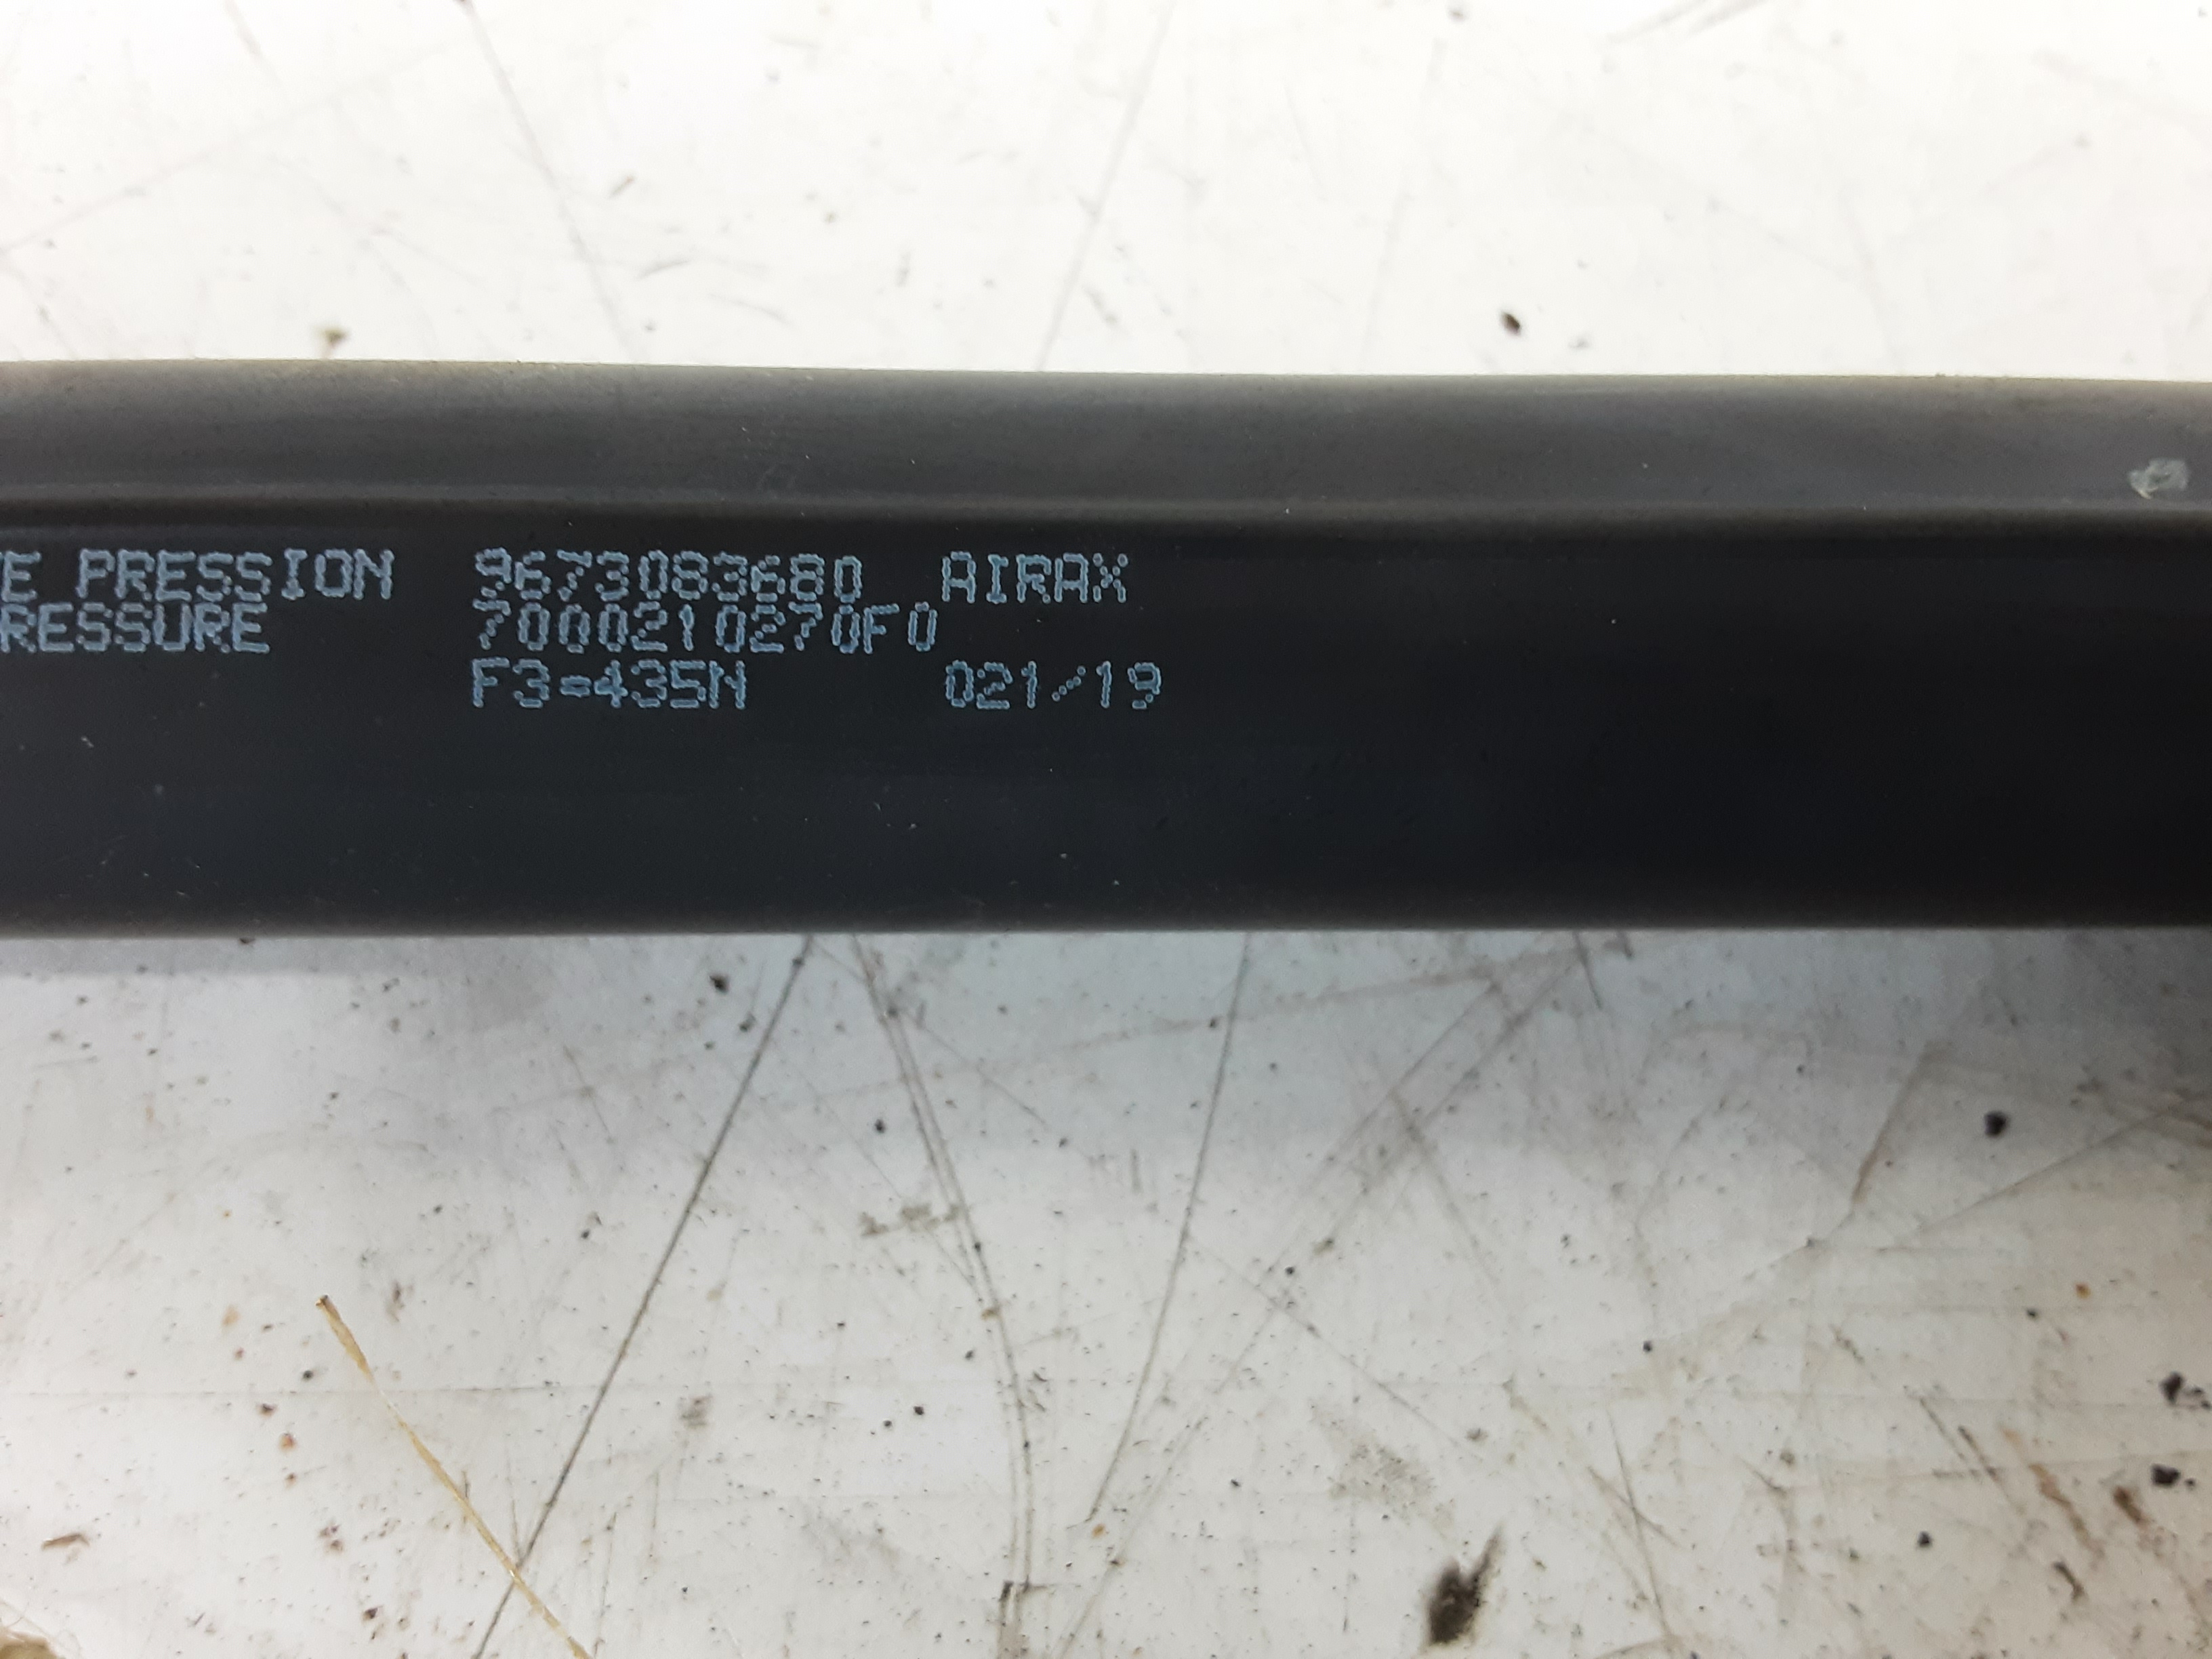 PRESSION 9673083680 AIRAX
RESSURE 7000210270F0
F3=435N 021/19